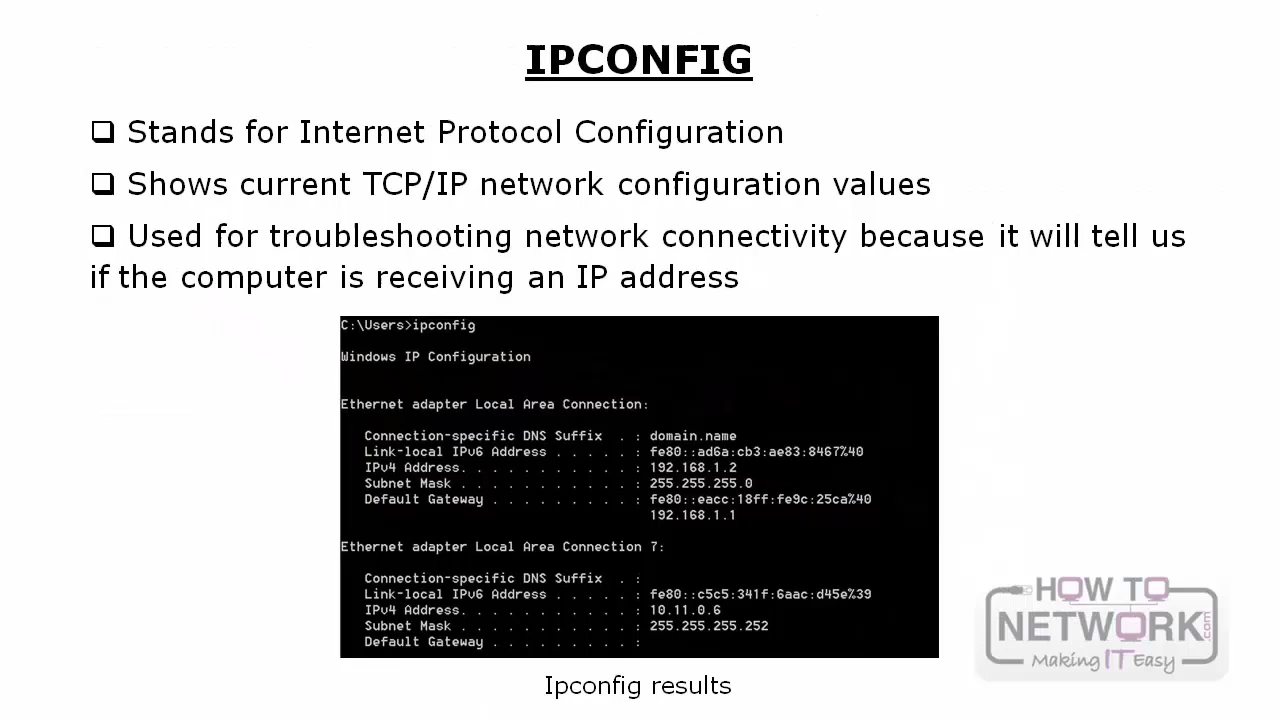 IPCONFIG
❑ Stands for Internet Protocol Configuration
❑ Shows current TCP/IP network configuration values
❑ Used for troubleshooting network connectivity because it will tell us
if the computer is receiving an IP address
C:\Users>ipconfig
Windows IP Configuration
Ethernet adapter Local Area Connection:
Connection-specific DNS Suffix . : domain.name
Link-local IPv6 Address . . . . . : fe80::ad6a:cb3:ae83:8467%40
IPv4 Address. . . . . . . . . . . : 192.168.1.2
Subnet Mask . . . . . . . . . . . : 255.255.255.0
Default Gateway . . . . . . . . . : fe80::eacc:18ff:fe9c:25ca%40
192.168.1.1
Ethernet adapter Local Area Connection 7:
Connection-specific DNS Suffix . :
Link-local IPv6 Address . . . . . : fe80::c5c5:341f:6aac:d45e%39
IPv4 Address. . . . . . . . . . . : 10.11.0.6
Subnet Mask . . . . . . . . . . . : 255.255.255.252
Default Gateway . . . . . . . . . :
Ipconfig results
HOW TO
NETWORK.com
Making IT Easy